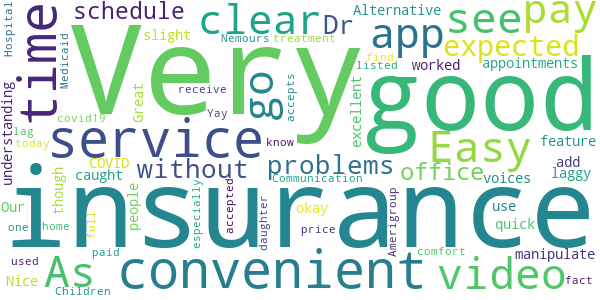 Hospital
Medicaid
schedule
time
slight
Very
Nemours
treatment
clear
Dr
Alternative
app
see
pay
expected
listed
find
worked
appointments
go
good
understanding
covid19
Great
receive
Yay
accepts
excellent
lag
today
service
COVID
without
know
problems
Easy
office
feature
add
laggy
voices
caught
Communication
insurance
Our
though
people
full
especially
accepted
daughter
okay
price
Amerigroup
use
quick
one
home
used
Nice
As
paid
Children
convenient
comfort
video
manipulate
fact